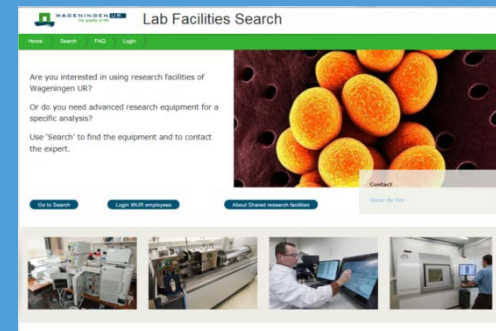 WAGENINGEN UR
For quality of life
Lab Facilities Search
Home Search FAQ Login
Are you interested in using research facilities of
Wageningen UR?
Or do you need advanced research equipment for a
specific analysis?
Use 'Search' to find the equipment and to contact
the expert.
Contact
Go to Search Login WUR employees About Shared research facilities